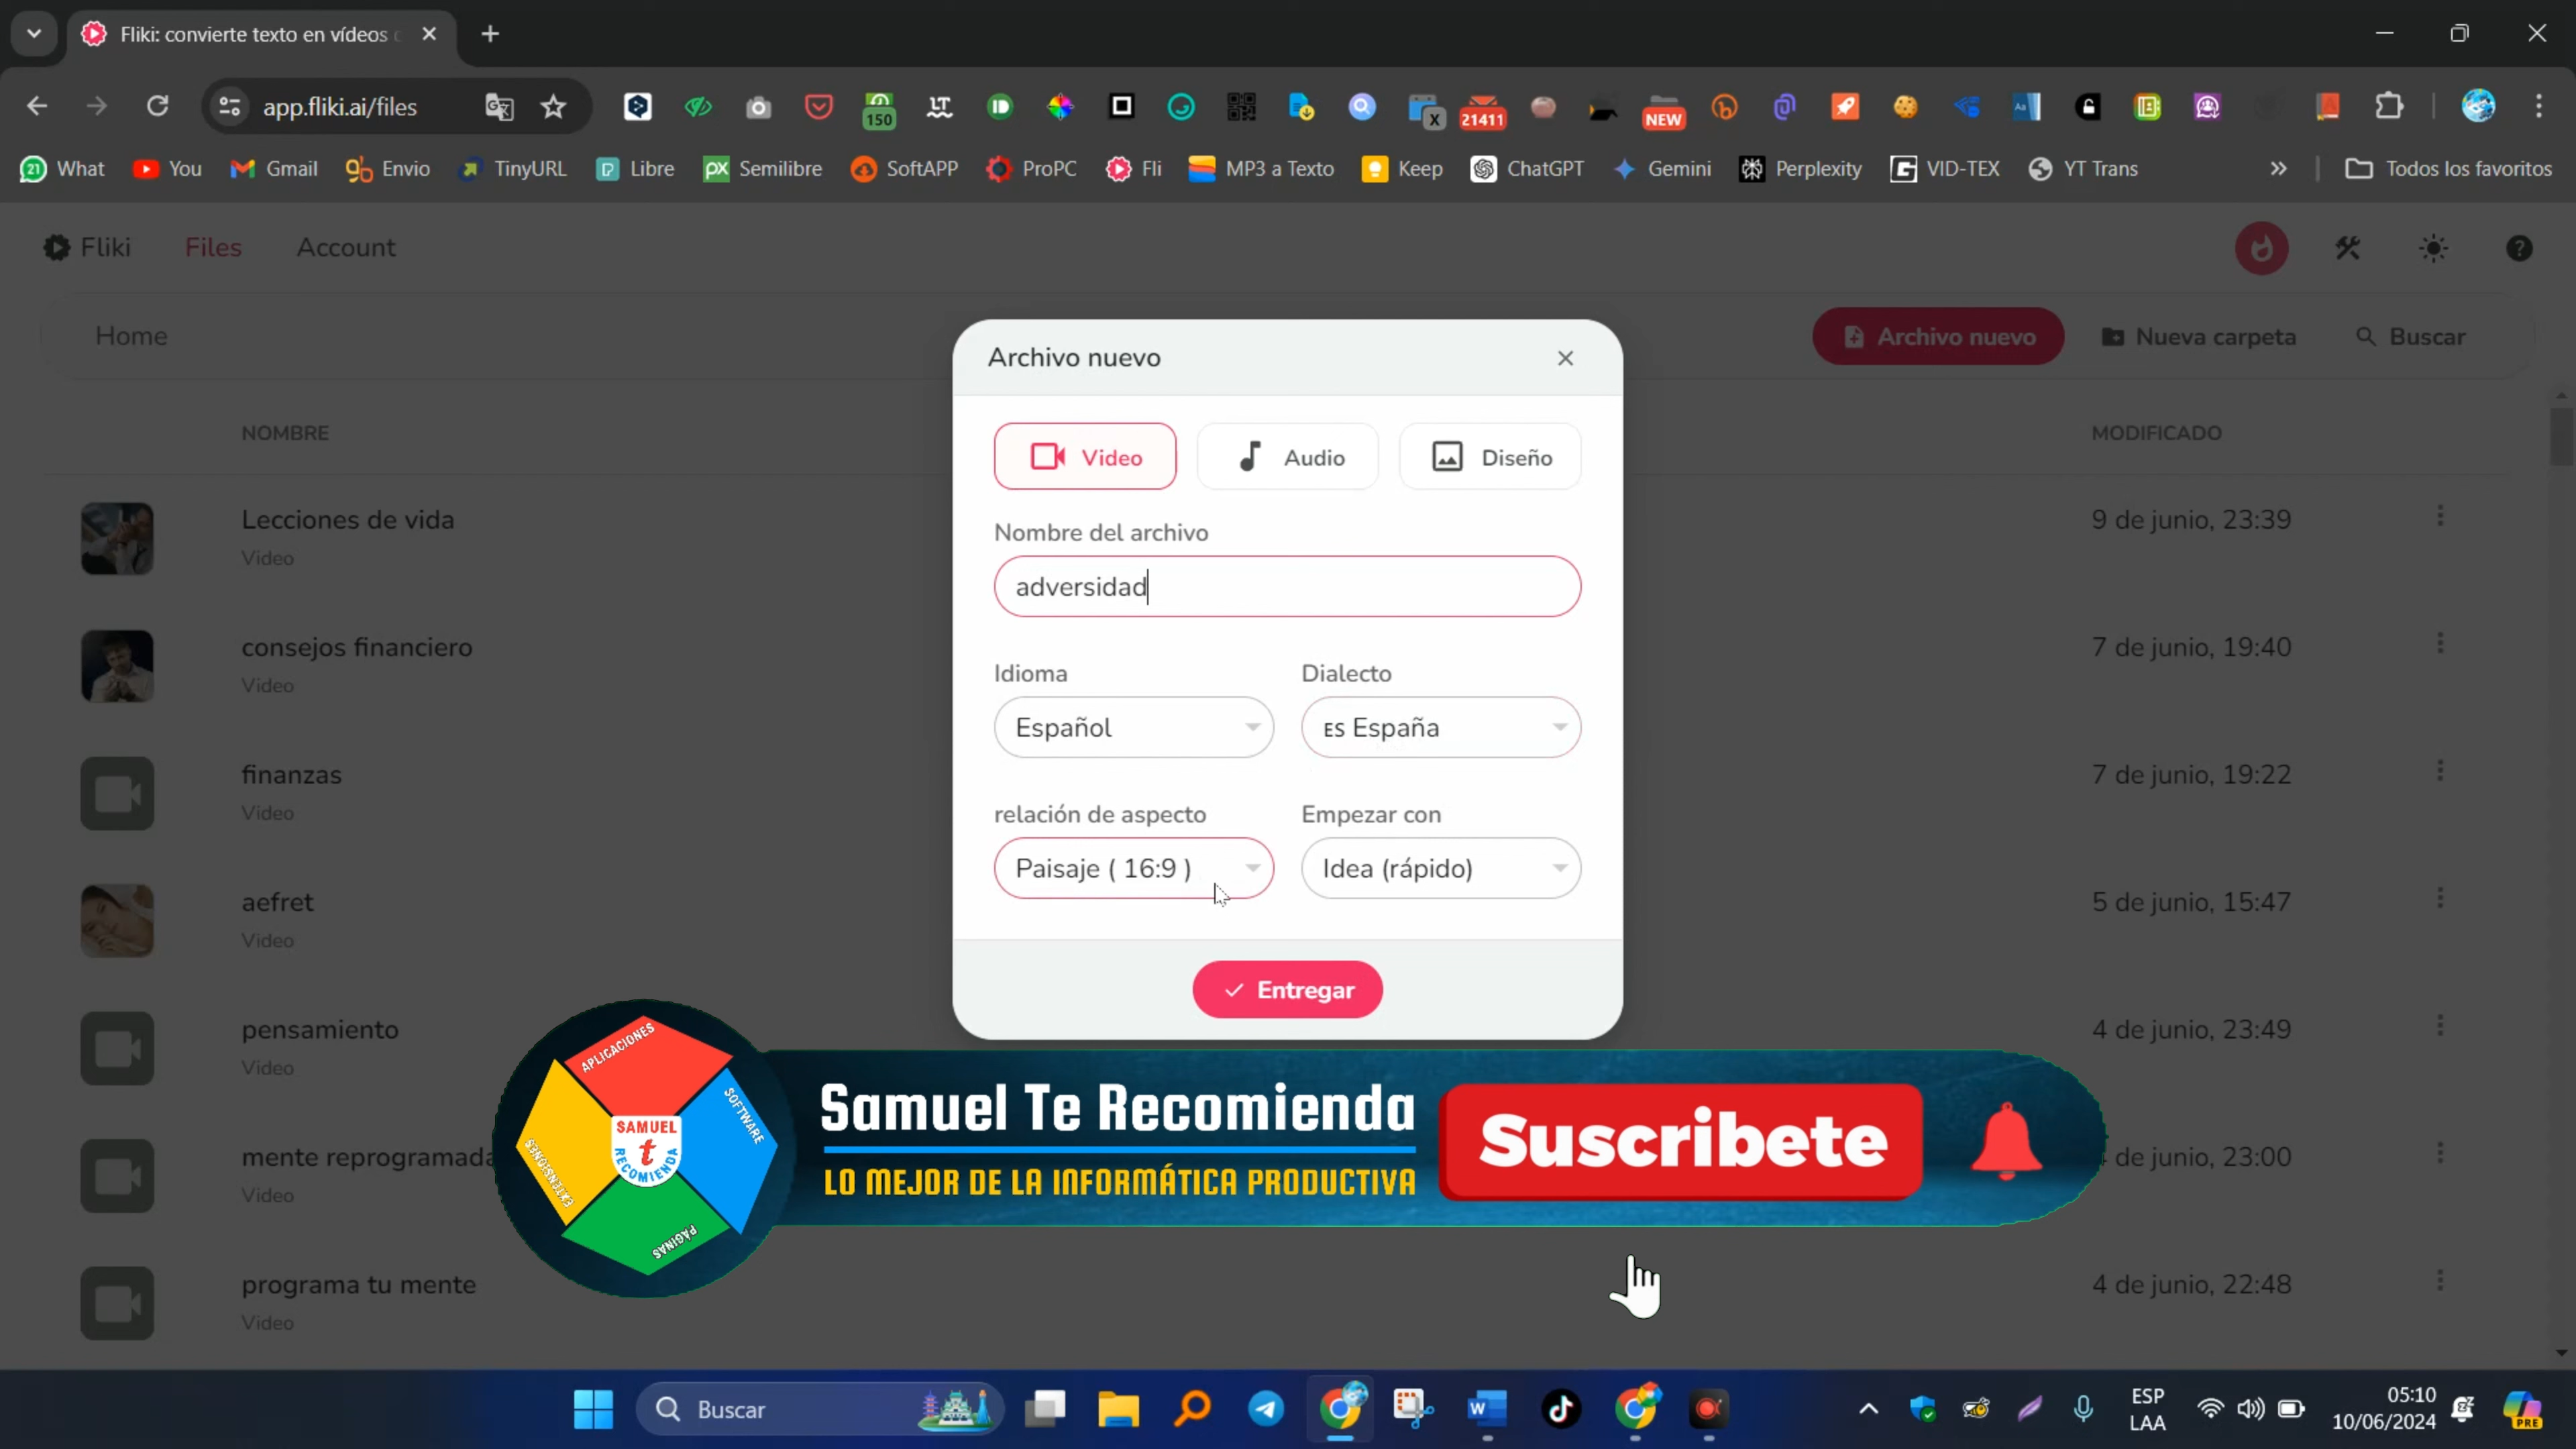 Fliki: convierte texto en vídeos
app.fliki.ai/files
150
X
21411
NEW
21 What
You
Gmail
Envio
TinyURL
Libre
px Semilibre
SoftAPP
ProPC
Fli
MP3 a Texto
Keep
ChatGPT
Gemini
Perplexity
VID-TEX
YT Trans
Todos los favoritos
Fliki
Files
Account
Home
Archivo nuevo
Nueva carpeta
Buscar
NOMBRE
MODIFICADO
Lecciones de vida
Video
9 de junio, 23:39
consejos financiero
Video
7 de junio, 19:40
finanzas
Video
7 de junio, 19:22
aefret
Video
5 de junio, 15:47
pensamiento
Video
4 de junio, 23:49
mente reprogramada
Video
de junio, 23:00
programa tu mente
Video
4 de junio, 22:48
Archivo nuevo
Video
Audio
Diseño
Nombre del archivo
adversidad
Idioma
Dialecto
Español
ES España
relación de aspecto
Empezar con
Paisaje ( 16:9 )
Idea (rápido)
Entregar
APLICACIONES
SOFTWARE
EXTENSIONES
PÁGINAS
SAMUEL
t
RECOMIENDA
Samuel Te Recomienda
LO MEJOR DE LA INFORMÁTICA PRODUCTIVA
Suscribete
Buscar
ESP
LAA
05:10
10/06/2024
PRE